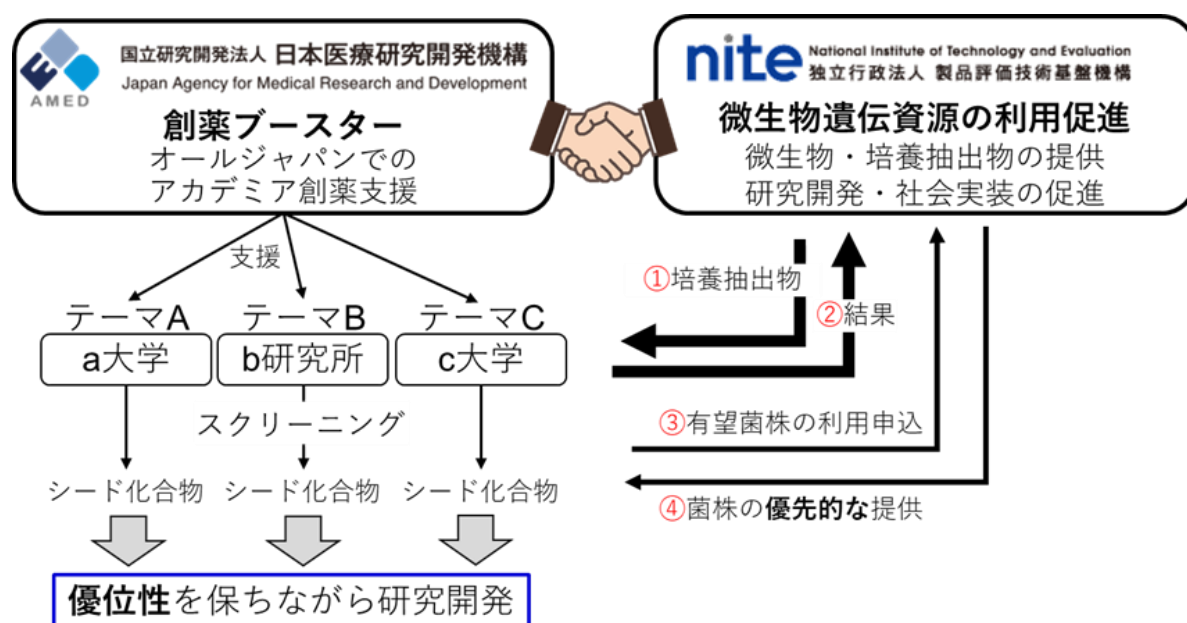 AMED
国立研究開発法人 日本医療研究開発機構
Japan Agency for Medical Research and Development
創薬ブースター
オールジャパンでの
アカデミア創薬支援
nite National Institute of Technology and Evaluation
独立行政法人 製品評価技術基盤機構
微生物遺伝資源の利用促進
微生物・培養抽出物の提供
研究開発・社会実装の促進
支援
テーマA テーマB テーマC
a大学 b研究所 c大学
スクリーニング
シード化合物 シード化合物 シード化合物
優位性を保ちながら研究開発
①培養抽出物
②結果
③有望菌株の利用申込
④菌株の優先的な提供